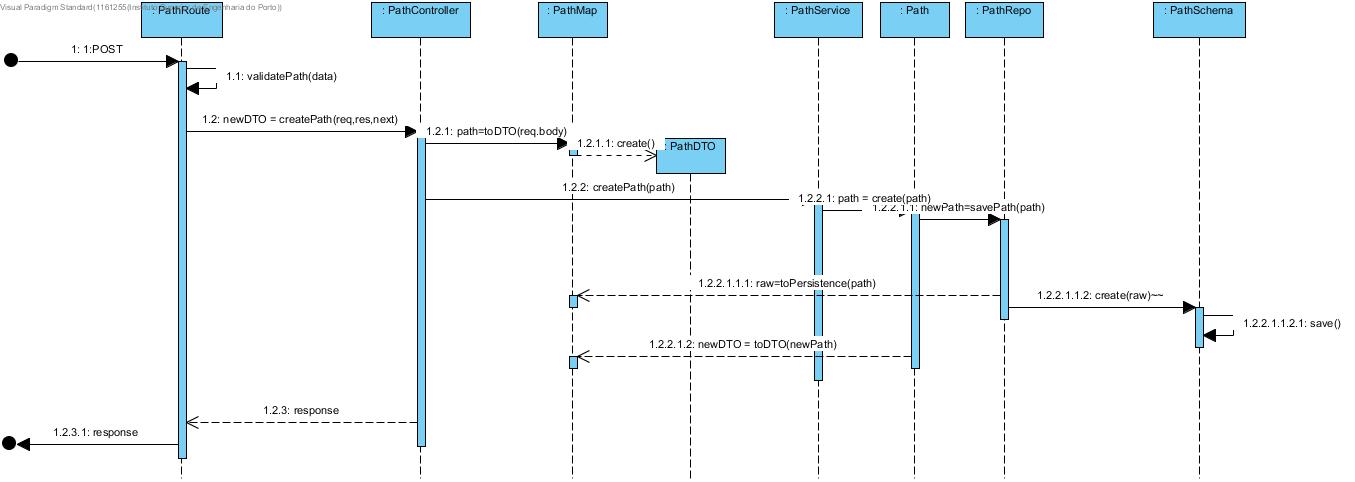 Visual Paradigm Standard(1161255(Instituto Superior de Engenharia do Porto))
: PathRoute
: PathController
: PathMap
: PathService
: Path
: PathRepo
: PathSchema
1: 1:POST
1.1: validatePath(data)
1.2: newDTO = createPath(req,res,next)
1.2.1: path=toDTO(req.body)
1.2.1.1: create()
: PathDTO
1.2.2: createPath(path)
1.2.2.1: path = create(path)
1.2.2.1.1: newPath=savePath(path)
1.2.2.1.1.1: raw=toPersistence(path)
1.2.2.1.1.2: create(raw)~~
1.2.2.1.1.2.1: save()
1.2.2.1.2: newDTO = toDTO(newPath)
1.2.3: response
1.2.3.1: response